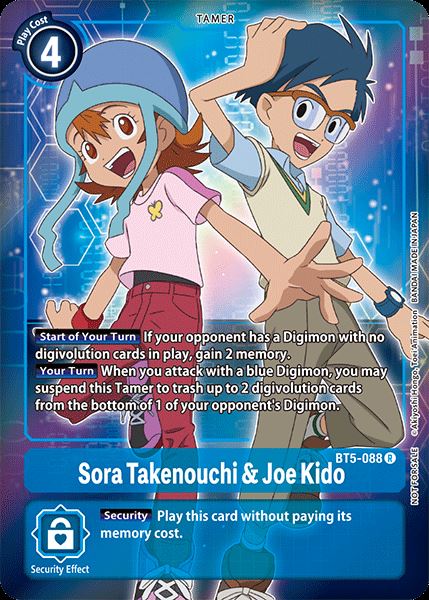 Play Cost
4
TAMER
Start of Your Turn If your opponent has a Digimon with no
digivolution cards in play, gain 2 memory.
Your Turn When you attack with a blue Digimon, you may
suspend this Tamer to trash up to 2 digivolution cards
from the bottom of 1 of your opponent's Digimon.
BT5-088 R
Sora Takenouchi & Joe Kido
Security Play this card without paying its
memory cost.
Security Effect
NOT FOR SALE
©Akiyoshi Hongo, Toei Animation BANDAI MADE IN JAPAN